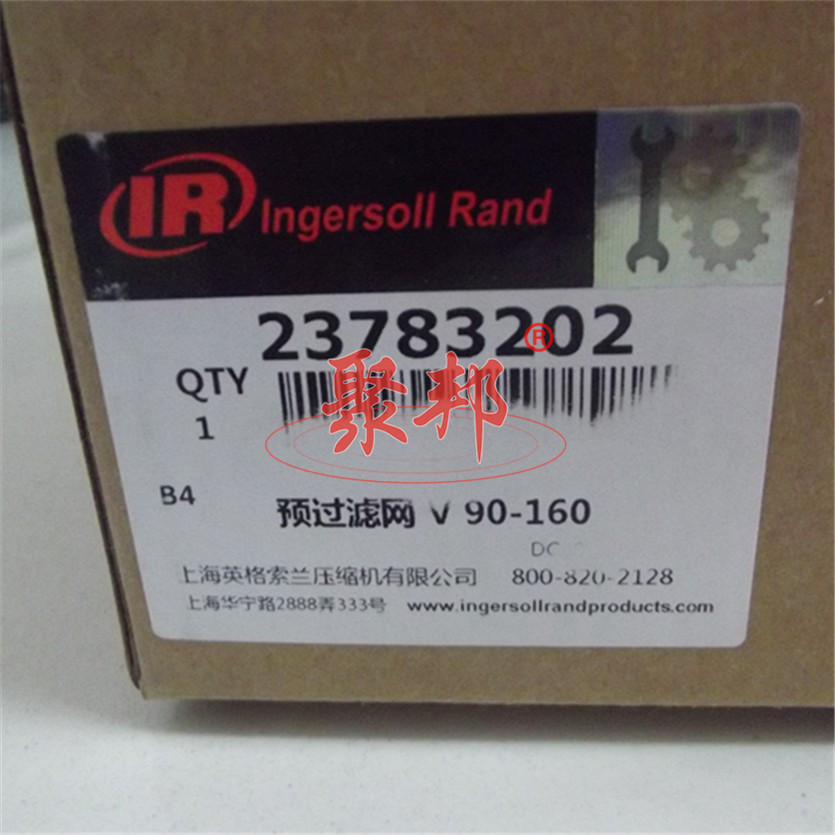 IR Ingersoll Rand
23783202
®
QTY
聚邦
1
B4
预过滤网 V 90-160
DC
上海英格索兰压缩机有限公司 800-820-2128
上海华宁路2888弄333号 www.ingersollrandproducts.com